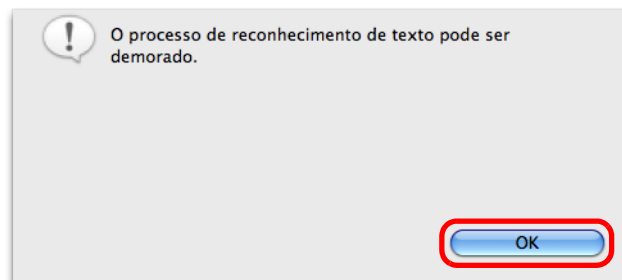 O processo de reconhecimento de texto pode ser
demorado.
OK